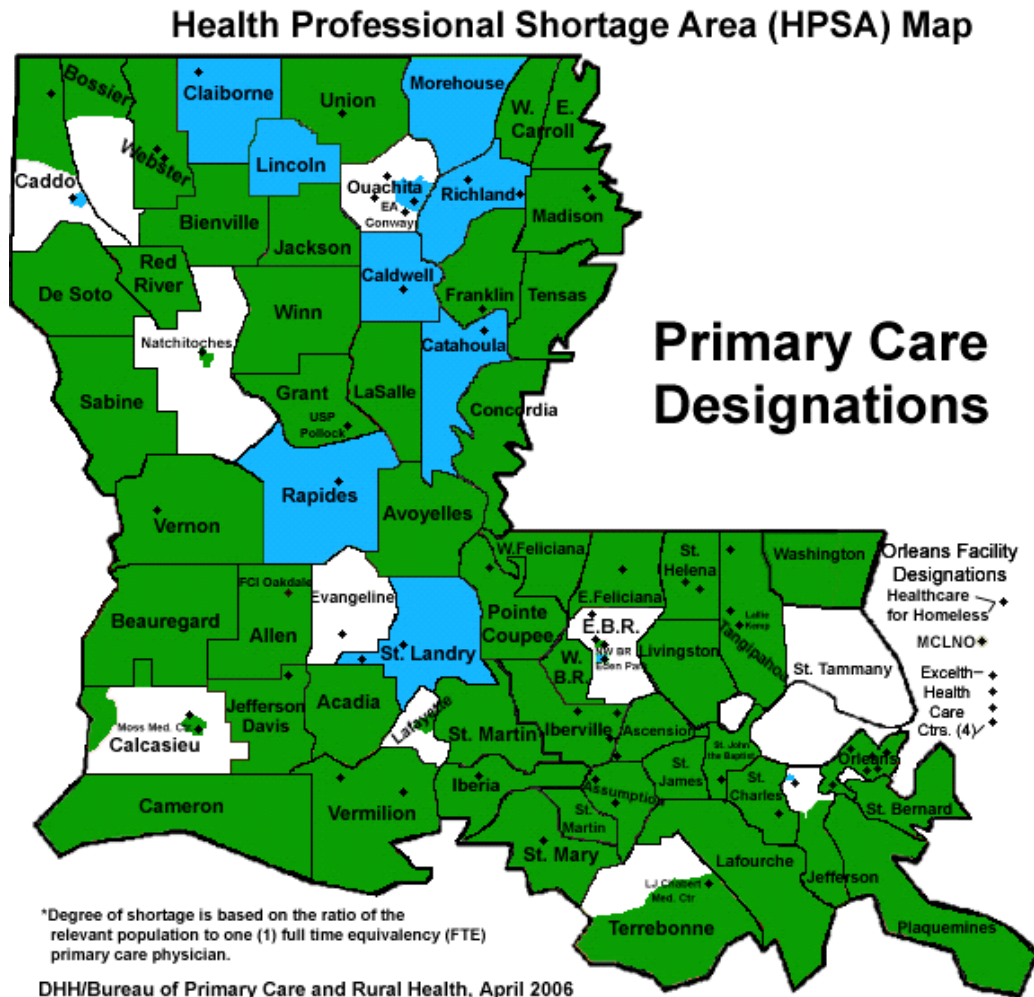 Health Professional Shortage Area (HPSA) Map
Bossier
Claiborne
Union
Morehouse
W.
Carroll
E.
Webster
Lincoln
Caddo
Ouachita
EA
Conway
Richland
Madison
Bienville
Jackson
Red
River
De Soto
Caldwell
Franklin
Tensas
Winn
Natchitoches
Catahoula
Primary Care
Designations
Sabine
Grant
USP
Pollock
LaSalle
Concordia
Rapides
Vernon
Avoyelles
W.Feliciana
St.
Helena
Washington
Orleans Facility
Designations
Healthcare
for Homeless
FCI Oakdale
Evangeline
E.Feliciana
Beauregard
Allen
Pointe
Coupee
E.B.R.
NW BR
Eden Park
Lallie
Kemp
Tangipahoa
MCLNO
St. Landry
W.
B.R.
Livingston
St. Tammany
Excelth
Health
Care
Ctrs. (4)
Jefferson
Davis
Acadia
Lafayette
Moss Med. Ctr
Calcasieu
St. Martin
Iberville
Ascension
St. John
the Baptist
Orleans
St.
James
St.
Charles
Cameron
Vermilion
Iberia
Assumption
St. Bernard
St.
Martin
St. Mary
Lafourche
Jefferson
L.J.Chabert
Med. Ctr
Terrebonne
Plaquemines
*Degree of shortage is based on the ratio of the
relevant population to one (1) full time equivalency (FTE)
primary care physician.
DHH/Bureau of Primary Care and Rural Health, April 2006